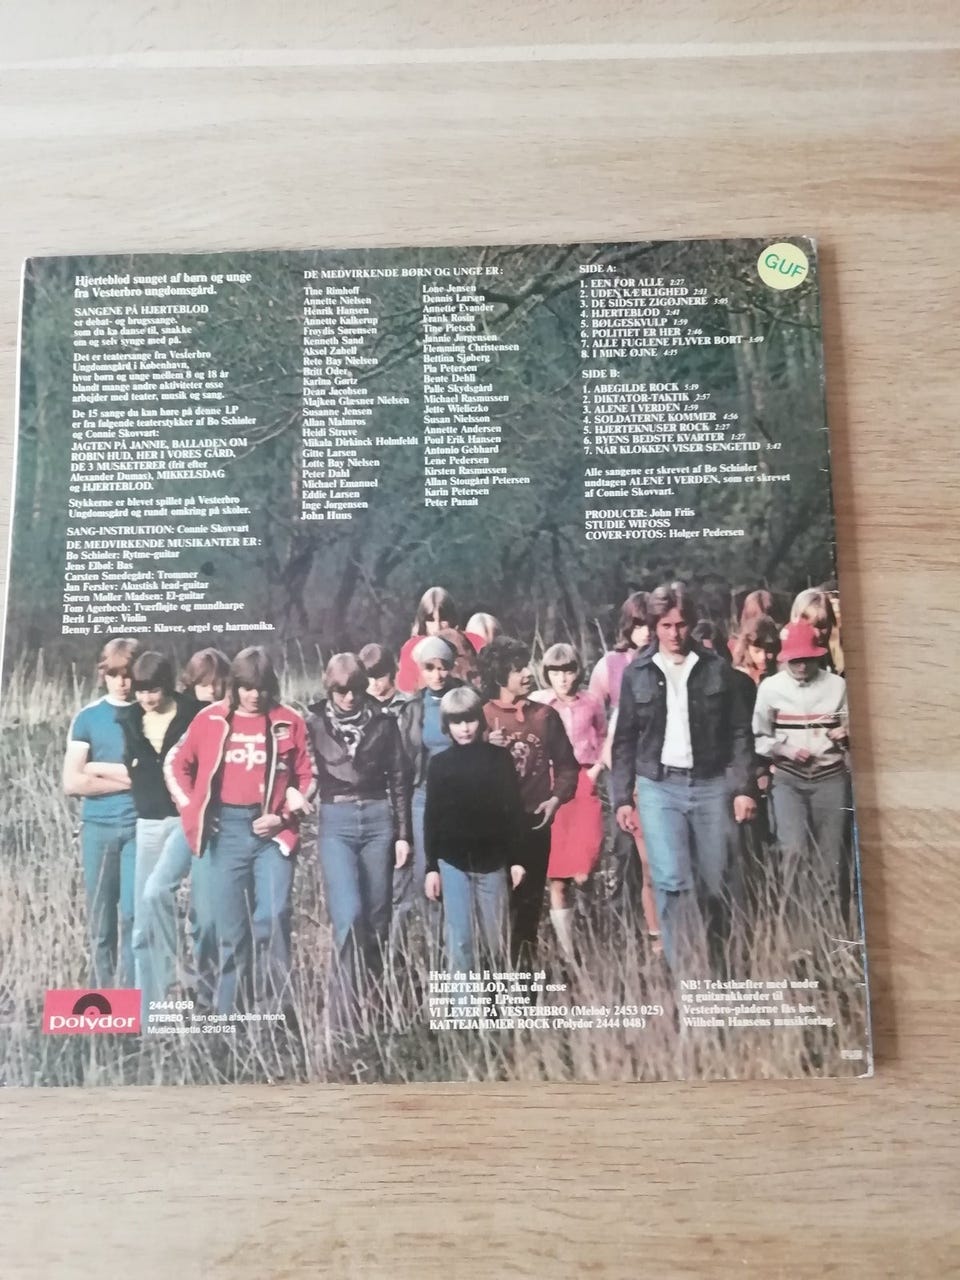 Hjerteblod sunget af børn og unge
fra Vesterbro ungdomsgård.
SANGENE PÅ HJERTEBLOD
er debat- og brugssange,
som du ka danse til, snakke
om og selv synge med på.
Det er teatersange fra Vesterbro
Ungdomsgård i København,
hvor børn og unge mellem 8 og 18 år
blandt mange andre aktiviteter osse
arbejder med teater, musik og sang.
De 15 sange du kan høre på denne LP
er fra følgende teaterstykker af Bo Schiøler
og Connie Skovvart:
JAGTEN PÅ JANNIE, BALLADEN OM
ROBIN HUD, HER I VORES GÅRD,
DE 3 MUSKETERER (frit efter
Alexander Dumas), MIKKELSDAG
og HJERTEBLOD.
Stykkerne er blevet spillet på Vesterbro
Ungdomsgård og rundt omkring på skoler.
SANG-INSTRUKTION: Connie Skovvart
DE MEDVIRKENDE MUSIKANTER ER:
Bo Schiøler: Rytme-guitar
Jens Elbøl: Bas
Carsten Smedegård: Trommer
Jan Ferslev: Akustisk lead-guitar
Søren Møller Madsen: El-guitar
Tom Agerbech: Tværfløjte og mundharpe
Berit Lange: Violin
Benny E. Andersen: Klaver, orgel og harmonika.
DE MEDVIRKENDE BØRN OG UNGE ER:
Tine Rimhoff
Annette Nielsen
Henrik Hansen
Annette Kalkerup
Frøydis Sørensen
Kenneth Sand
Aksel Zabell
Rete Bay Nielsen
Britt Oder
Karina Gørtz
Dean Jacobsen
Majken Glæsner Nielsen
Susanne Jensen
Allan Malmros
Heidi Struve
Mikala Dirkinck Holmfeldt
Gitte Larsen
Lotte Bay Nielsen
Peter Dahl
Michael Emanuel
Eddie Larsen
Inge Jørgensen
John Huus
Lone Jensen
Dennis Larsen
Annette Evander
Frank Rosin
Tine Pietsch
Jannie Jørgensen
Flemming Christensen
Bettina Sjøberg
Pia Petersen
Bente Dehli
Palle Skydsgård
Michael Rasmussen
Jette Wieliczko
Susan Nielsson
Annette Andersen
Poul Erik Hansen
Antonio Gebhard
Lene Pedersen
Kirsten Rasmussen
Allan Stougård Petersen
Karin Petersen
Peter Panait
SIDE A:
1. EEN FOR ALLE 2:27
2. UDEN KÆRLIGHED 2:33
3. DE SIDSTE ZIGØJNERE 3:05
4. HJERTEBLOD 2:41
5. BØLGESKVULP 1:59
6. POLITIET ER HER 2:46
7. ALLE FUGLENE FLYVER BORT 3:09
8. I MINE ØJNE 4:15
SIDE B:
1. ABEGILDE ROCK 5:19
2. DIKTATOR-TAKTIK 2:57
3. ALENE I VERDEN 1:59
4. SOLDATERNE KOMMER 4:56
5. HJERTEKNUSER ROCK 2:27
6. BYENS BEDSTE KVARTER 1:27
7. NÅR KLOKKEN VISER SENGETID 3:42
Alle sangene er skrevet af Bo Schiøler
undtagen ALENE I VERDEN, som er skrevet
af Connie Skovvart.
PRODUCER: John Friis
STUDIE WIFOSS
COVER-FOTOS: Holger Pedersen
GUF
polydor
2444 058
STEREO - kan også afspilles mono
Musicassette 3210 125
Hvis du ka li sangene på
HJERTEBLOD, sku du osse
prøve at høre LPerne
VI LEVER PÅ VESTERBRO (Melody 2453 025)
KATTEJAMMER ROCK (Polydor 2444 048)
NB! Teksthæfter med noder
og guitarakkorder til
Vesterbro-pladerne fås hos
Wilhelm Hansens musikforlag.